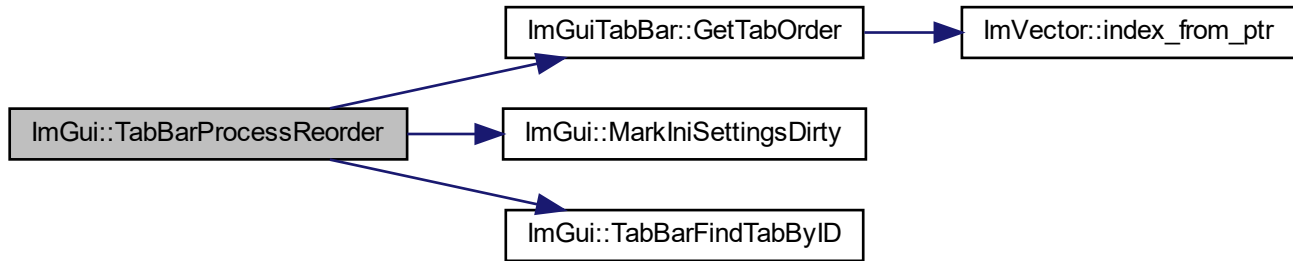 ImGuiTabBar::GetTabOrder
ImVector::index_from_ptr
ImGui::TabBarProcessReorder
ImGui::MarkIniSettingsDirty
ImGui::TabBarFindTabByID